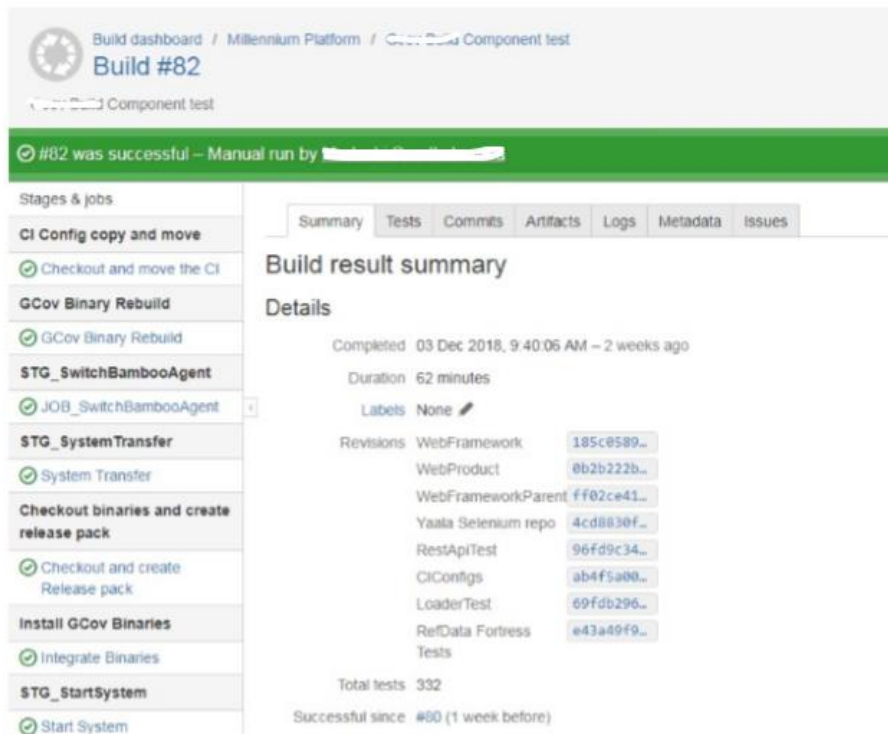 Build dashboard / Millennium Platform / Component test
Build #82
Component test
#82 was successful – Manual run by
Stages & jobs
CI Config copy and move
Checkout and move the CI
GCov Binary Rebuild
GCov Binary Rebuild
STG_SwitchBambooAgent
JOB_SwitchBambooAgent
STG_SystemTransfer
System Transfer
Checkout binaries and create
release pack
Checkout and create
Release pack
Install GCov Binaries
Integrate Binaries
STG_StartSystem
Start System
Summary Tests Commits Artifacts Logs Metadata Issues
Build result summary
Details
Completed 03 Dec 2018, 9:40:06 AM – 2 weeks ago
Duration 62 minutes
Labels None
Revisions WebFramework 185c0589…
WebProduct 0b2b222b…
WebFrameworkParent ff02ce41…
Yaala Selenium repo 4cd8830f…
RestApiTest 96fd9c34…
CIConfigs ab4f5a00…
LoaderTest 69fdb296…
RefData Fortress e43a49f9…
Tests
Total tests 332
Successful since #80 (1 week before)